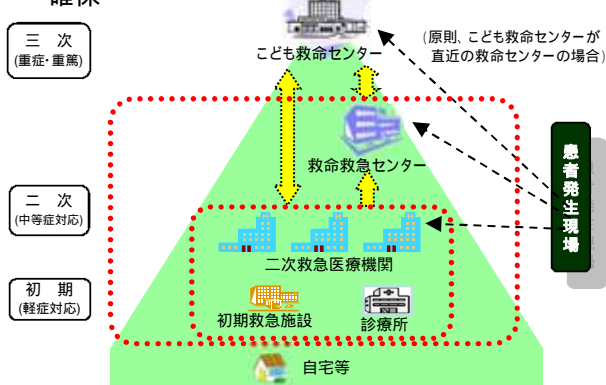 確保
三 次
(重症・重篤)
こども救命センター
(原則、こども救命センターが
直近の救命センターの場合)
救命救急センター
患者発生現場
二 次
(中等症対応)
二次救急医療機関
初 期
(軽症対応)
初期救急施設
診療所
自宅等